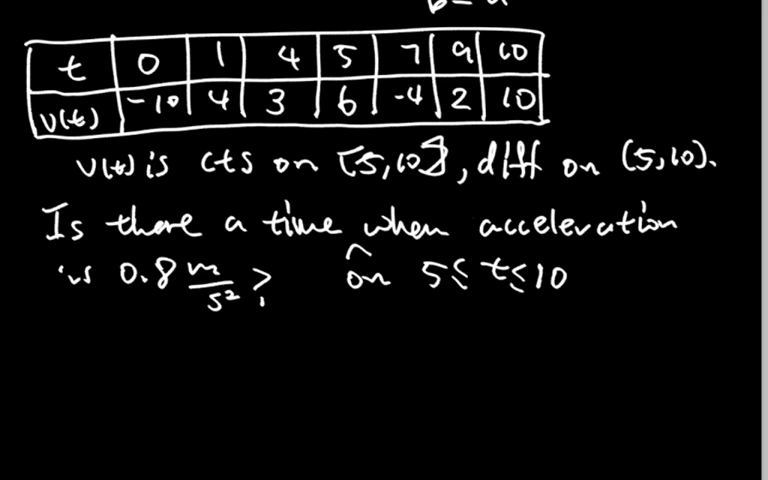 t 0 1 4 5 7 9 10
v(t) -10 4 3 6 -4 2 10
v(t) is cts on [5,10], diff on (5,10).
Is there a time when acceleration
is 0.8 m/s² ? ^ on 5 ≤ t ≤ 10